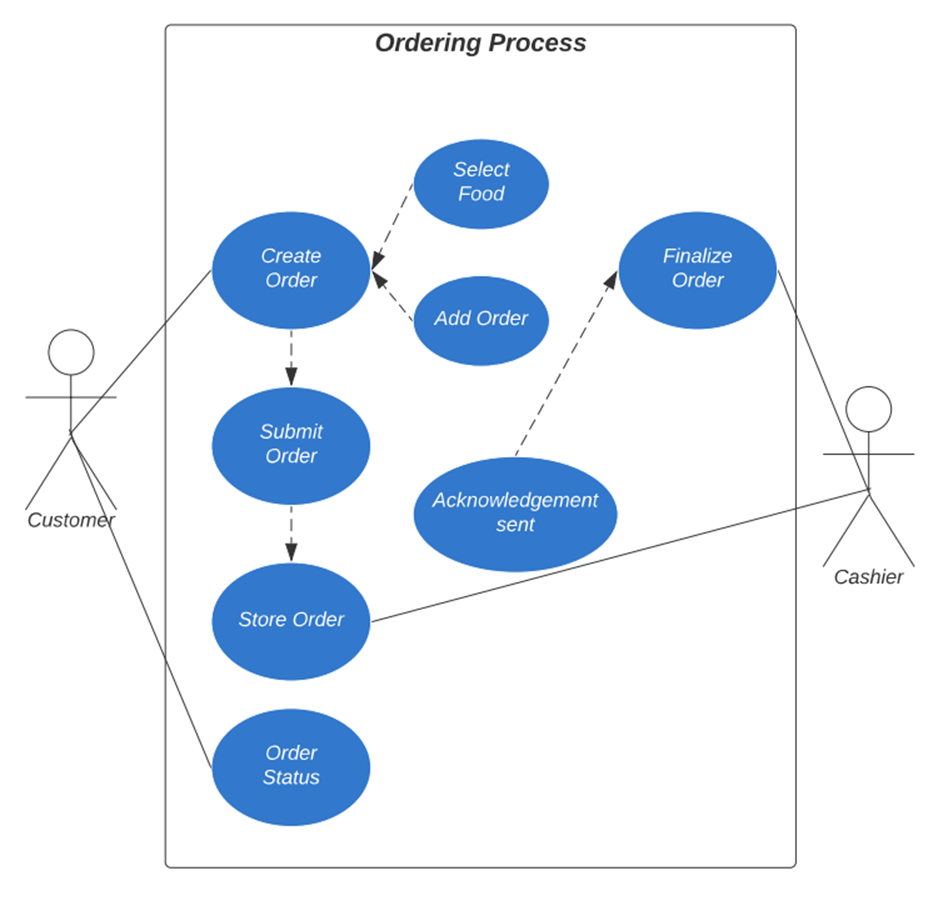 Ordering Process
Select
Food
Create
Order
Finalize
Order
Add Order
Submit
Order
Acknowledgement
sent
Customer
Cashier
Store Order
Order
Status